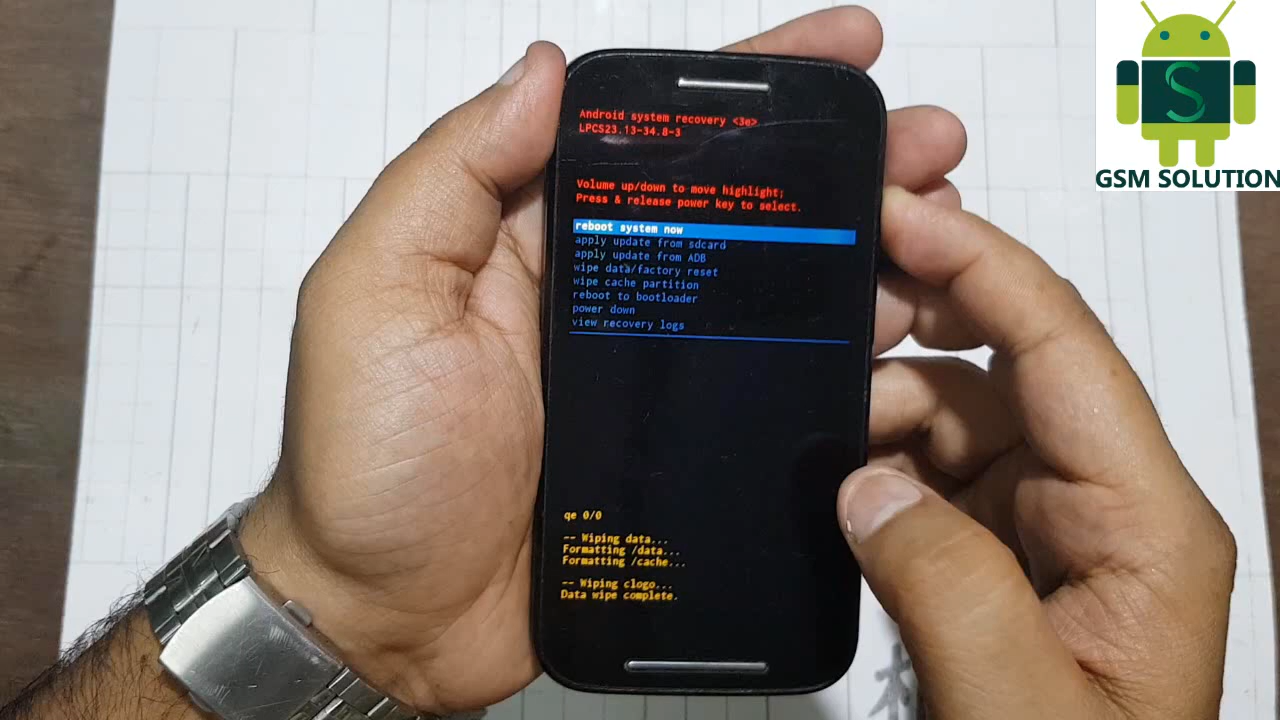 Android system recovery <3e>
LPCS23.13-34.8-3
Volume up/down to move highlight;
Press & release power key to select.
reboot system now
apply update from sdcard
apply update from ADB
wipe data/factory reset
wipe cache partition
reboot to bootloader
power down
view recovery logs
qe 0/0
-- Wiping data...
Formatting /data...
Formatting /cache...
-- Wiping clogo...
Data wipe complete.
S
GSM SOLUTION